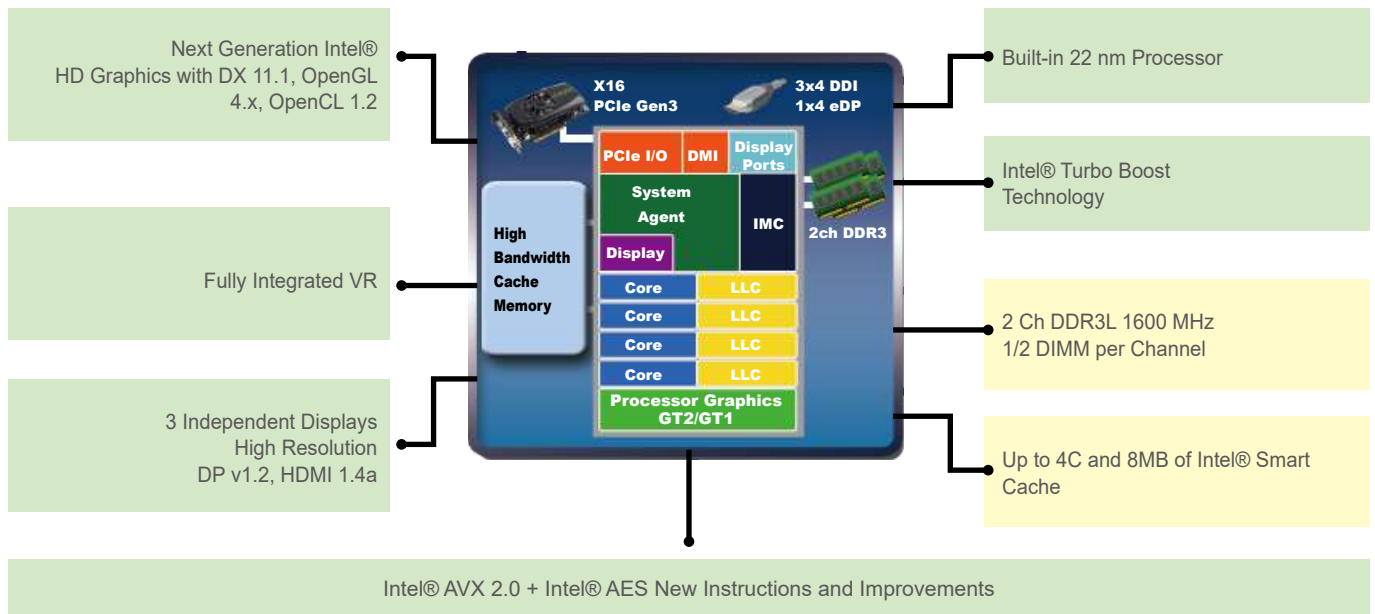 Next Generation Intel®
HD Graphics with DX 11.1, OpenGL
4.x, OpenCL 1.2
Fully Integrated VR
3 Independent Displays
High Resolution
DP v1.2, HDMI 1.4a
X16
PCIe Gen3
3x4 DDI
1x4 eDP
PCIe I/O
DMI
Display
Ports
System
Agent
IMC
Display
2ch DDR3
High
Bandwidth
Cache
Memory
Core
LLC
Core
LLC
Core
LLC
Core
LLC
Processor Graphics
GT2/GT1
Built-in 22 nm Processor
Intel® Turbo Boost
Technology
2 Ch DDR3L 1600 MHz
1/2 DIMM per Channel
Up to 4C and 8MB of Intel® Smart
Cache
Intel® AVX 2.0 + Intel® AES New Instructions and Improvements